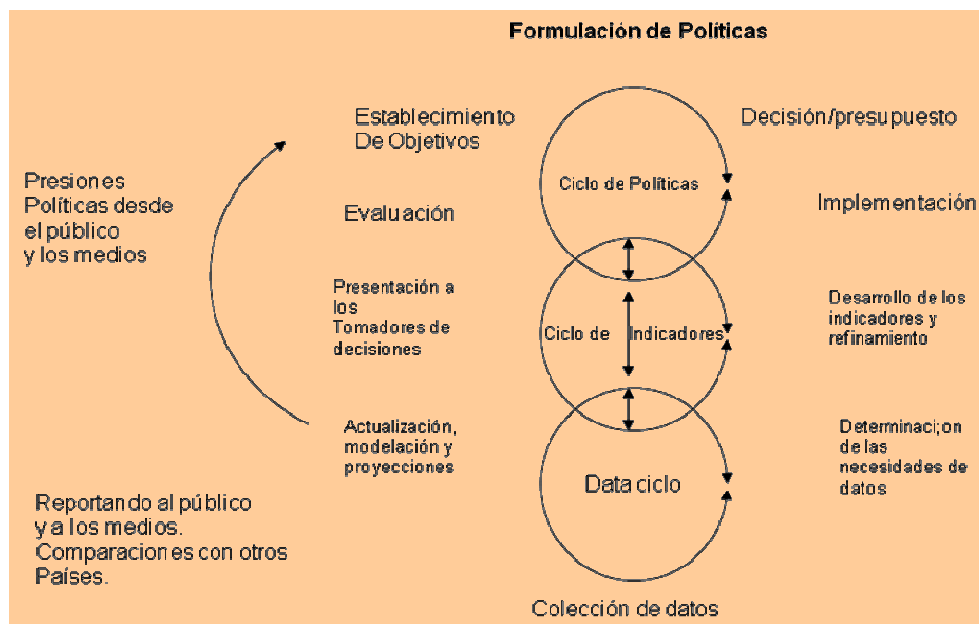 Formulación de Políticas
Establecimiento
De Objetivos
Decisión/presupuesto
Presiones
Políticas desde
el público
y los medios
Ciclo de Políticas
Evaluación
Implementación
Presentación a
los
Tomadores de
decisiones
Ciclo de Indicadores
Desarrollo de los
indicadores y
refinamiento
Actualización,
modelación y
proyecciones
Determinaci;on
de las
necesidades de
datos
Data ciclo
Reportando al público
y a los medios.
Comparaciones con otros
Países.
Colección de datos